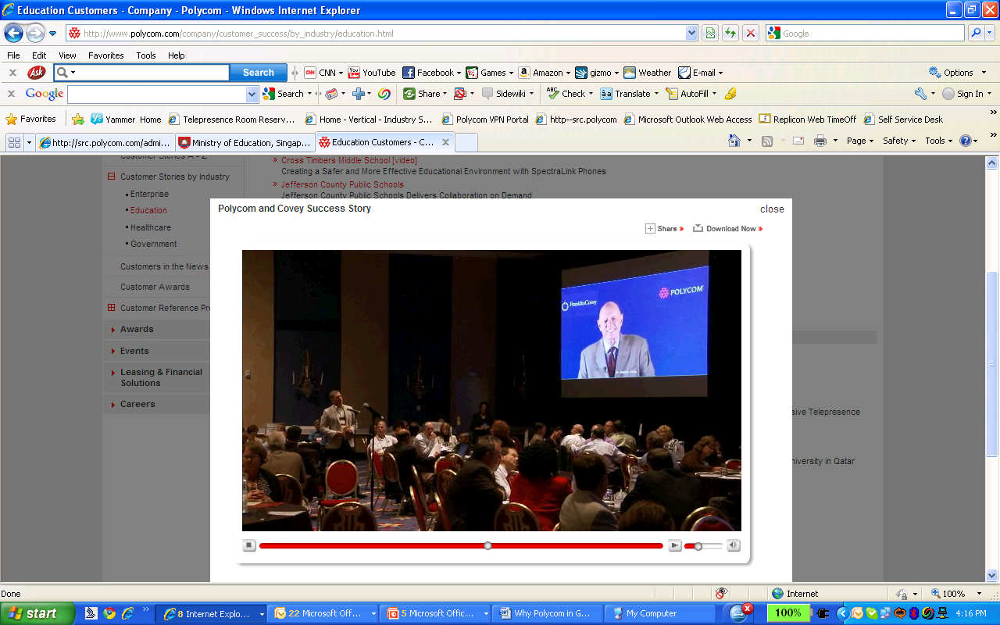 Education Customers - Company - Polycom - Windows Internet Explorer
http://www.polycom.com/company/customer_success/by_industry/education.html
Google
File Edit View Favorites Tools Help
Ask Search CNN YouTube Facebook Games Amazon gizmo Weather E-mail Options
Google Search Share Sidewiki ABC Check Translate AutoFill Sign In
Favorites Yammer Home Telepresence Room Reserv... Home - Vertical - Industry S... Polycom VPN Portal http--src.polycom Microsoft Outlook Web Access Replicon Web TimeOff Self Service Desk
http://src.polycom.com/admi... Ministry of Education, Singap... Education Customers - C... Page Safety Tools
Customer Stories A - Z
Cross Timbers Middle School [video]
Creating a Safer and More Effective Educational Environment with SpectraLink Phones
Customer Stories by Industry
Jefferson County Public Schools
Enterprise
Jefferson County Public Schools Delivers Collaboration on Demand
Education
Healthcare
Government
Customers in the News
Customer Awards
Customer Reference Pr
Awards
Events
Leasing & Financial
Solutions
Careers
Polycom and Covey Success Story
close
Share » Download Now »
FranklinCovey
POLYCOM
sive Telepresence
niversity in Qatar
Done Internet 100%
start 8 Internet Explo... 22 Microsoft Off... 5 Microsoft Offic... Why Polycom in G... My Computer 100% 4:16 PM